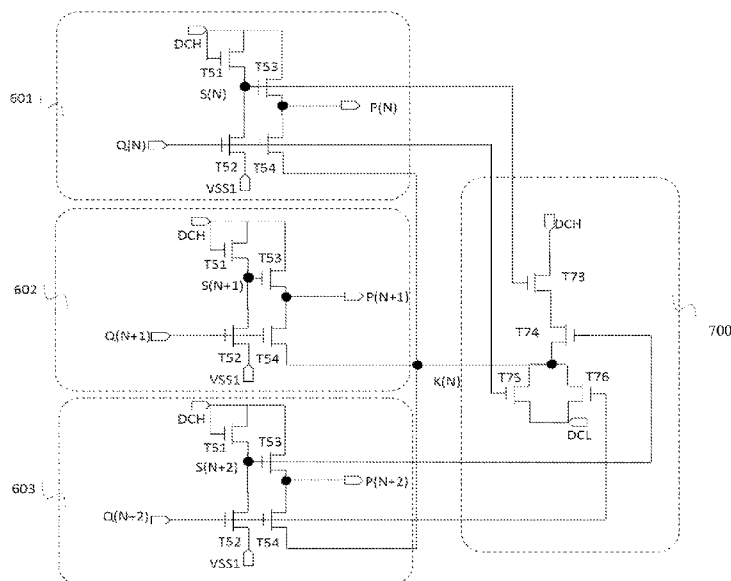 DCH
T51
T53
S(N)
601
P(N)
Q(N)
T52
T54
VSS1
DCH
T51
T53
S(N+1)
602
P(N+1)
Q(N+1)
T52
T54
VSS1
DCH
T51
T53
S(N+2)
603
P(N+2)
Q(N+2)
T52
T54
VSS1
DCH
T73
T74
700
K(N)
T75
T76
DCL